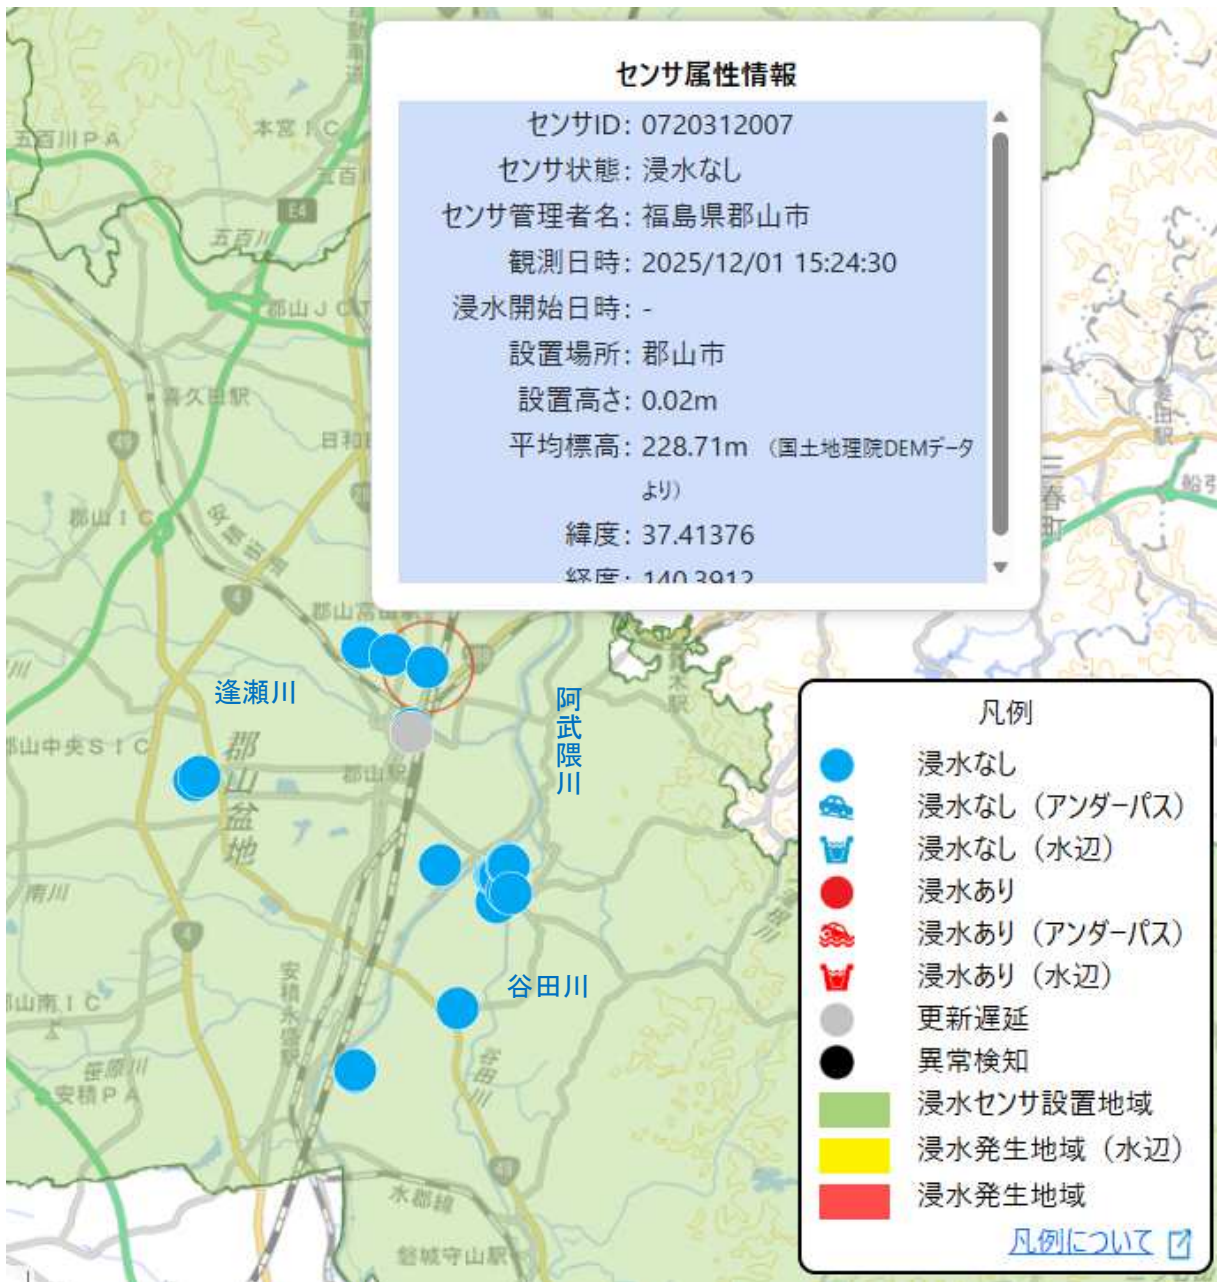 センサ属性情報
センサID: 0720312007
センサ状態: 浸水なし
センサ管理者名: 福島県郡山市
観測日時: 2025/12/01 15:24:30
浸水開始日時: -
設置場所: 郡山市
設置高さ: 0.02m
平均標高: 228.71m （国土地理院DEMデータ
より）
緯度: 37.41376
経度: 140.3912
五百川PA
本宮IC
E4
五百川
郡山JCT
喜久田駅
49
郡山IC
三春町
4
郡山富田駅
逢瀬川
阿武隈川
郡山中央SIC
郡山盆地
郡山駅
南川
4
谷田川
安積永盛駅
郡山南IC
笹原川
安積PA
谷田川
49
水郡線
磐城守山駅
凡例
浸水なし
浸水なし（アンダーパス）
浸水なし（水辺）
浸水あり
浸水あり（アンダーパス）
浸水あり（水辺）
更新遅延
異常検知
浸水センサ設置地域
浸水発生地域（水辺）
浸水発生地域
凡例について